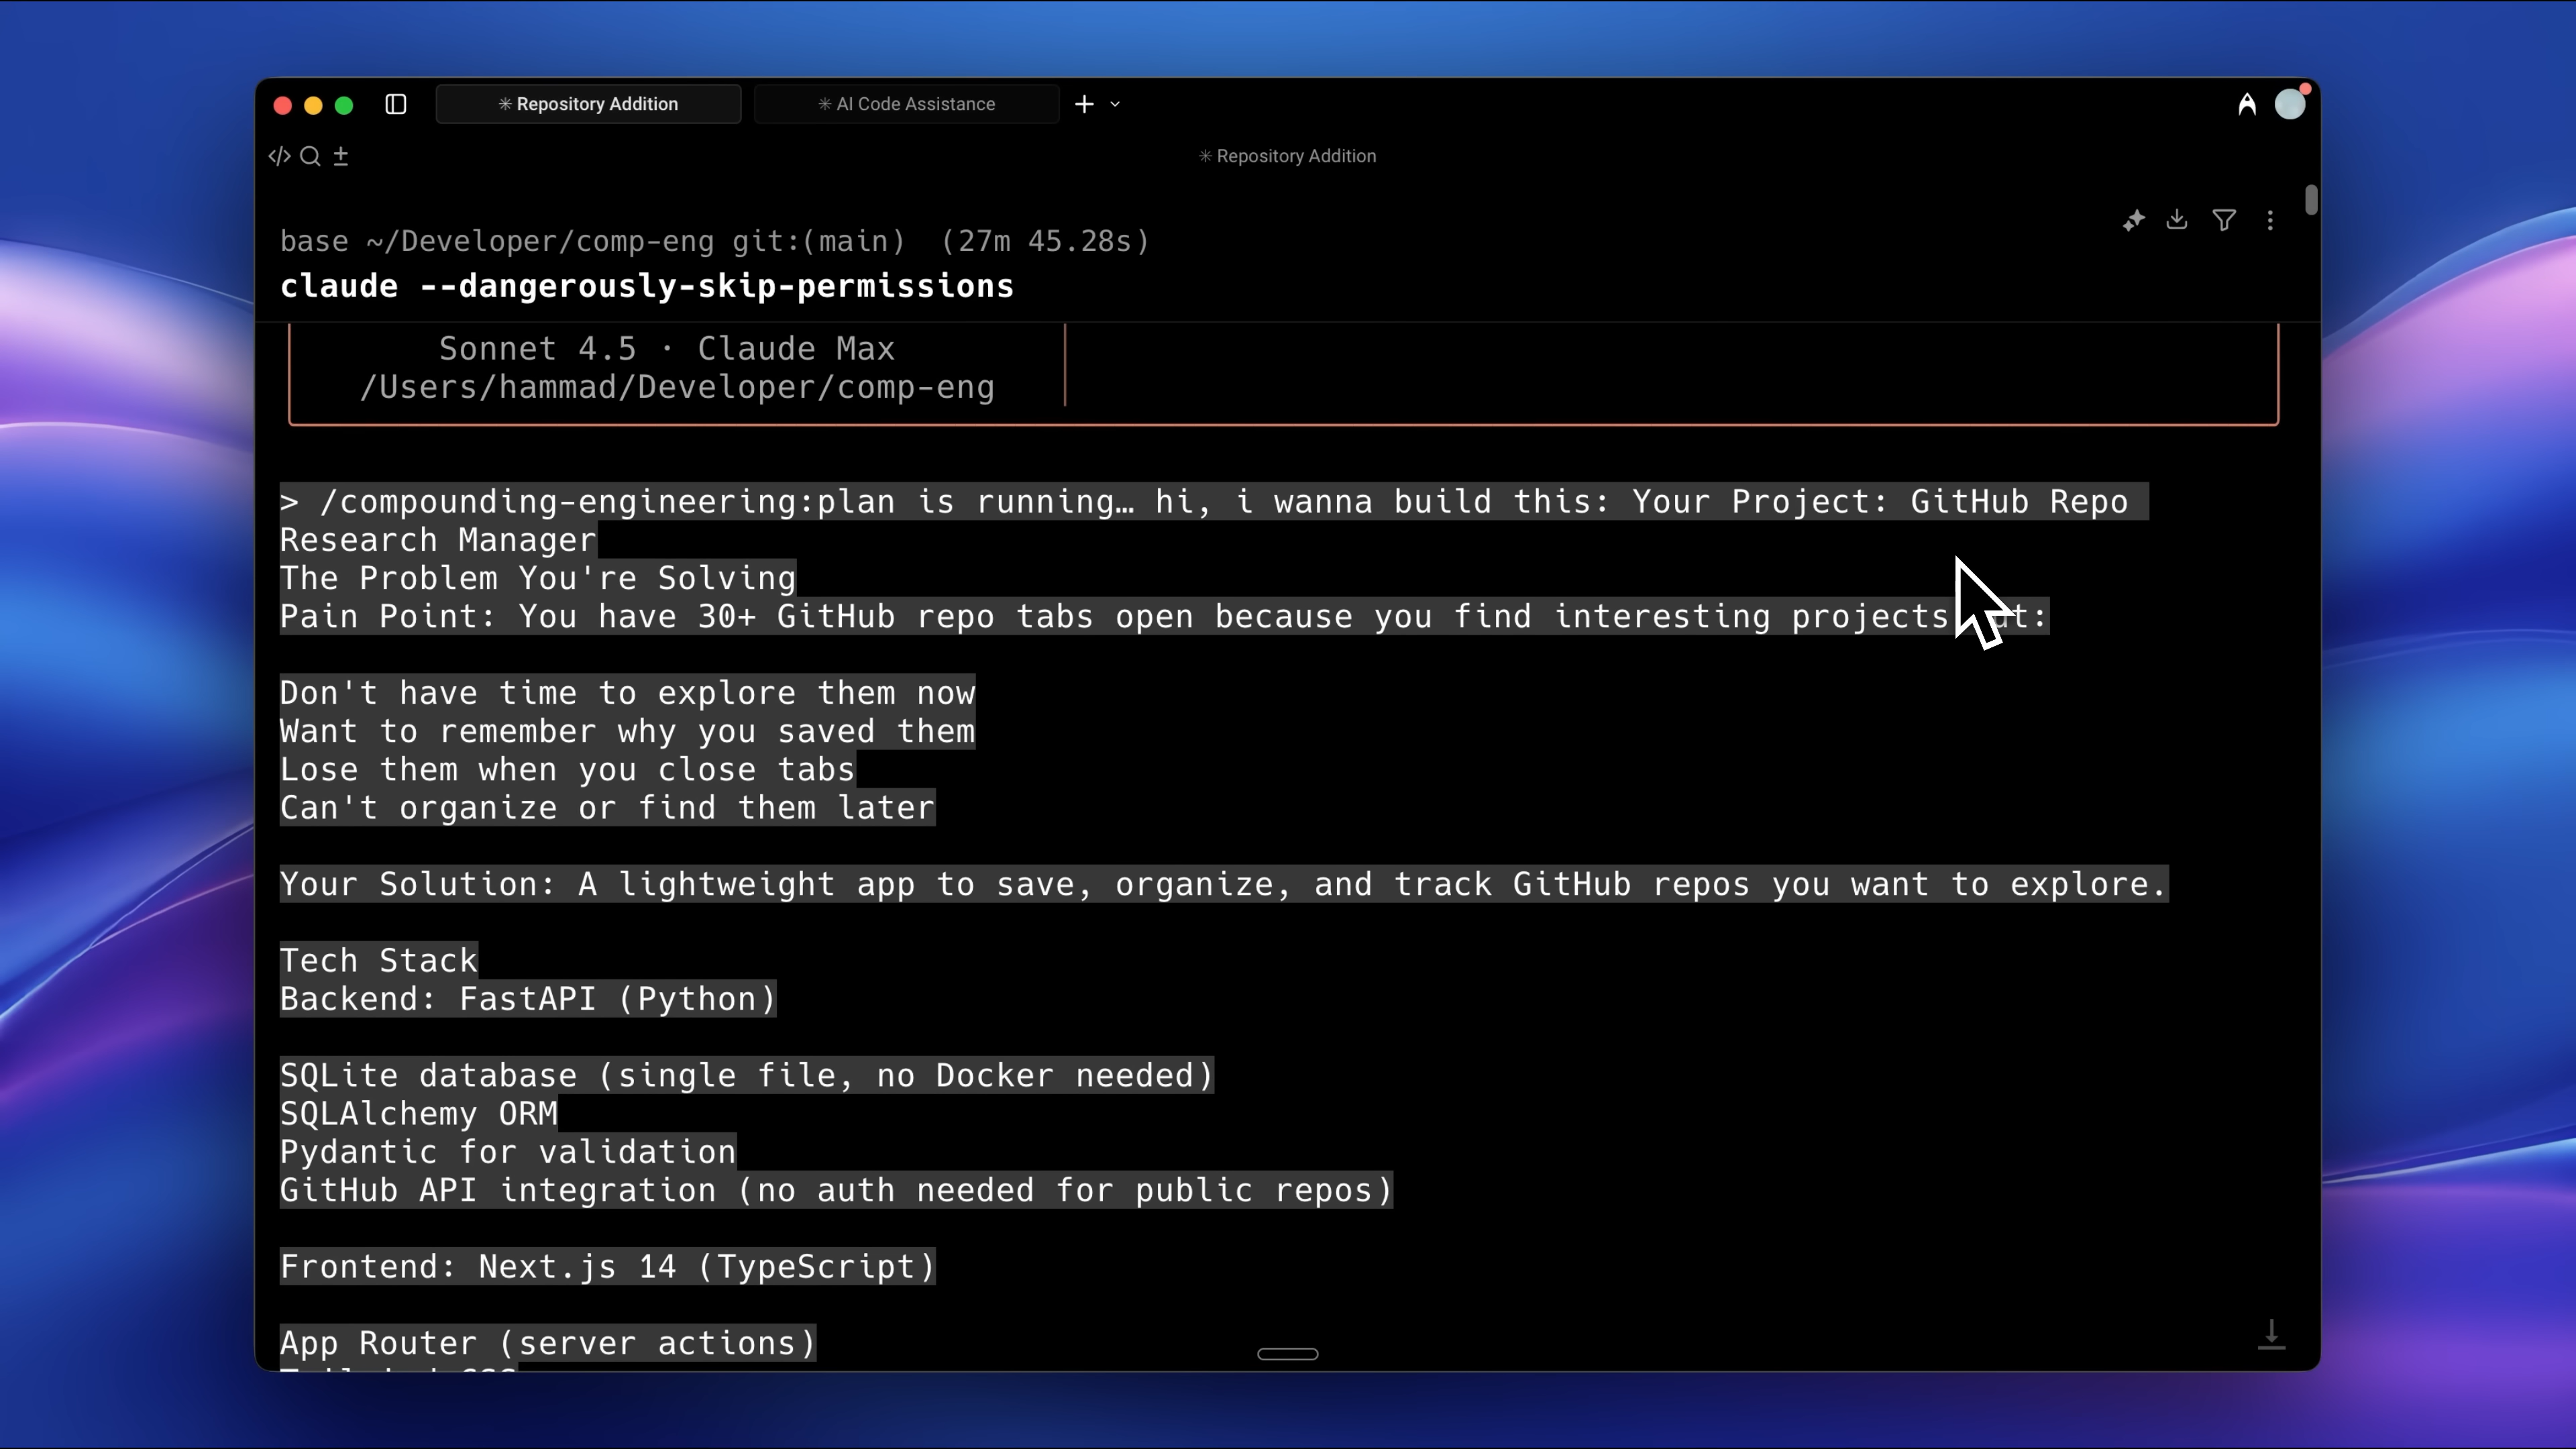 ✳ Repository Addition
✳ AI Code Assistance
✳ Repository Addition
base ~/Developer/comp-eng git:(main) (27m 45.28s)
claude --dangerously-skip-permissions
Sonnet 4.5 · Claude Max
/Users/hammad/Developer/comp-eng
> /compounding-engineering:plan is running… hi, i wanna build this: Your Project: GitHub Repo
Research Manager
The Problem You're Solving
Pain Point: You have 30+ GitHub repo tabs open because you find interesting projects
Don't have time to explore them now
Want to remember why you saved them
Lose them when you close tabs
Can't organize or find them later
Your Solution: A lightweight app to save, organize, and track GitHub repos you want to explore.
Tech Stack
Backend: FastAPI (Python)
SQLite database (single file, no Docker needed)
SQLAlchemy ORM
Pydantic for validation
GitHub API integration (no auth needed for public repos)
Frontend: Next.js 14 (TypeScript)
App Router (server actions)